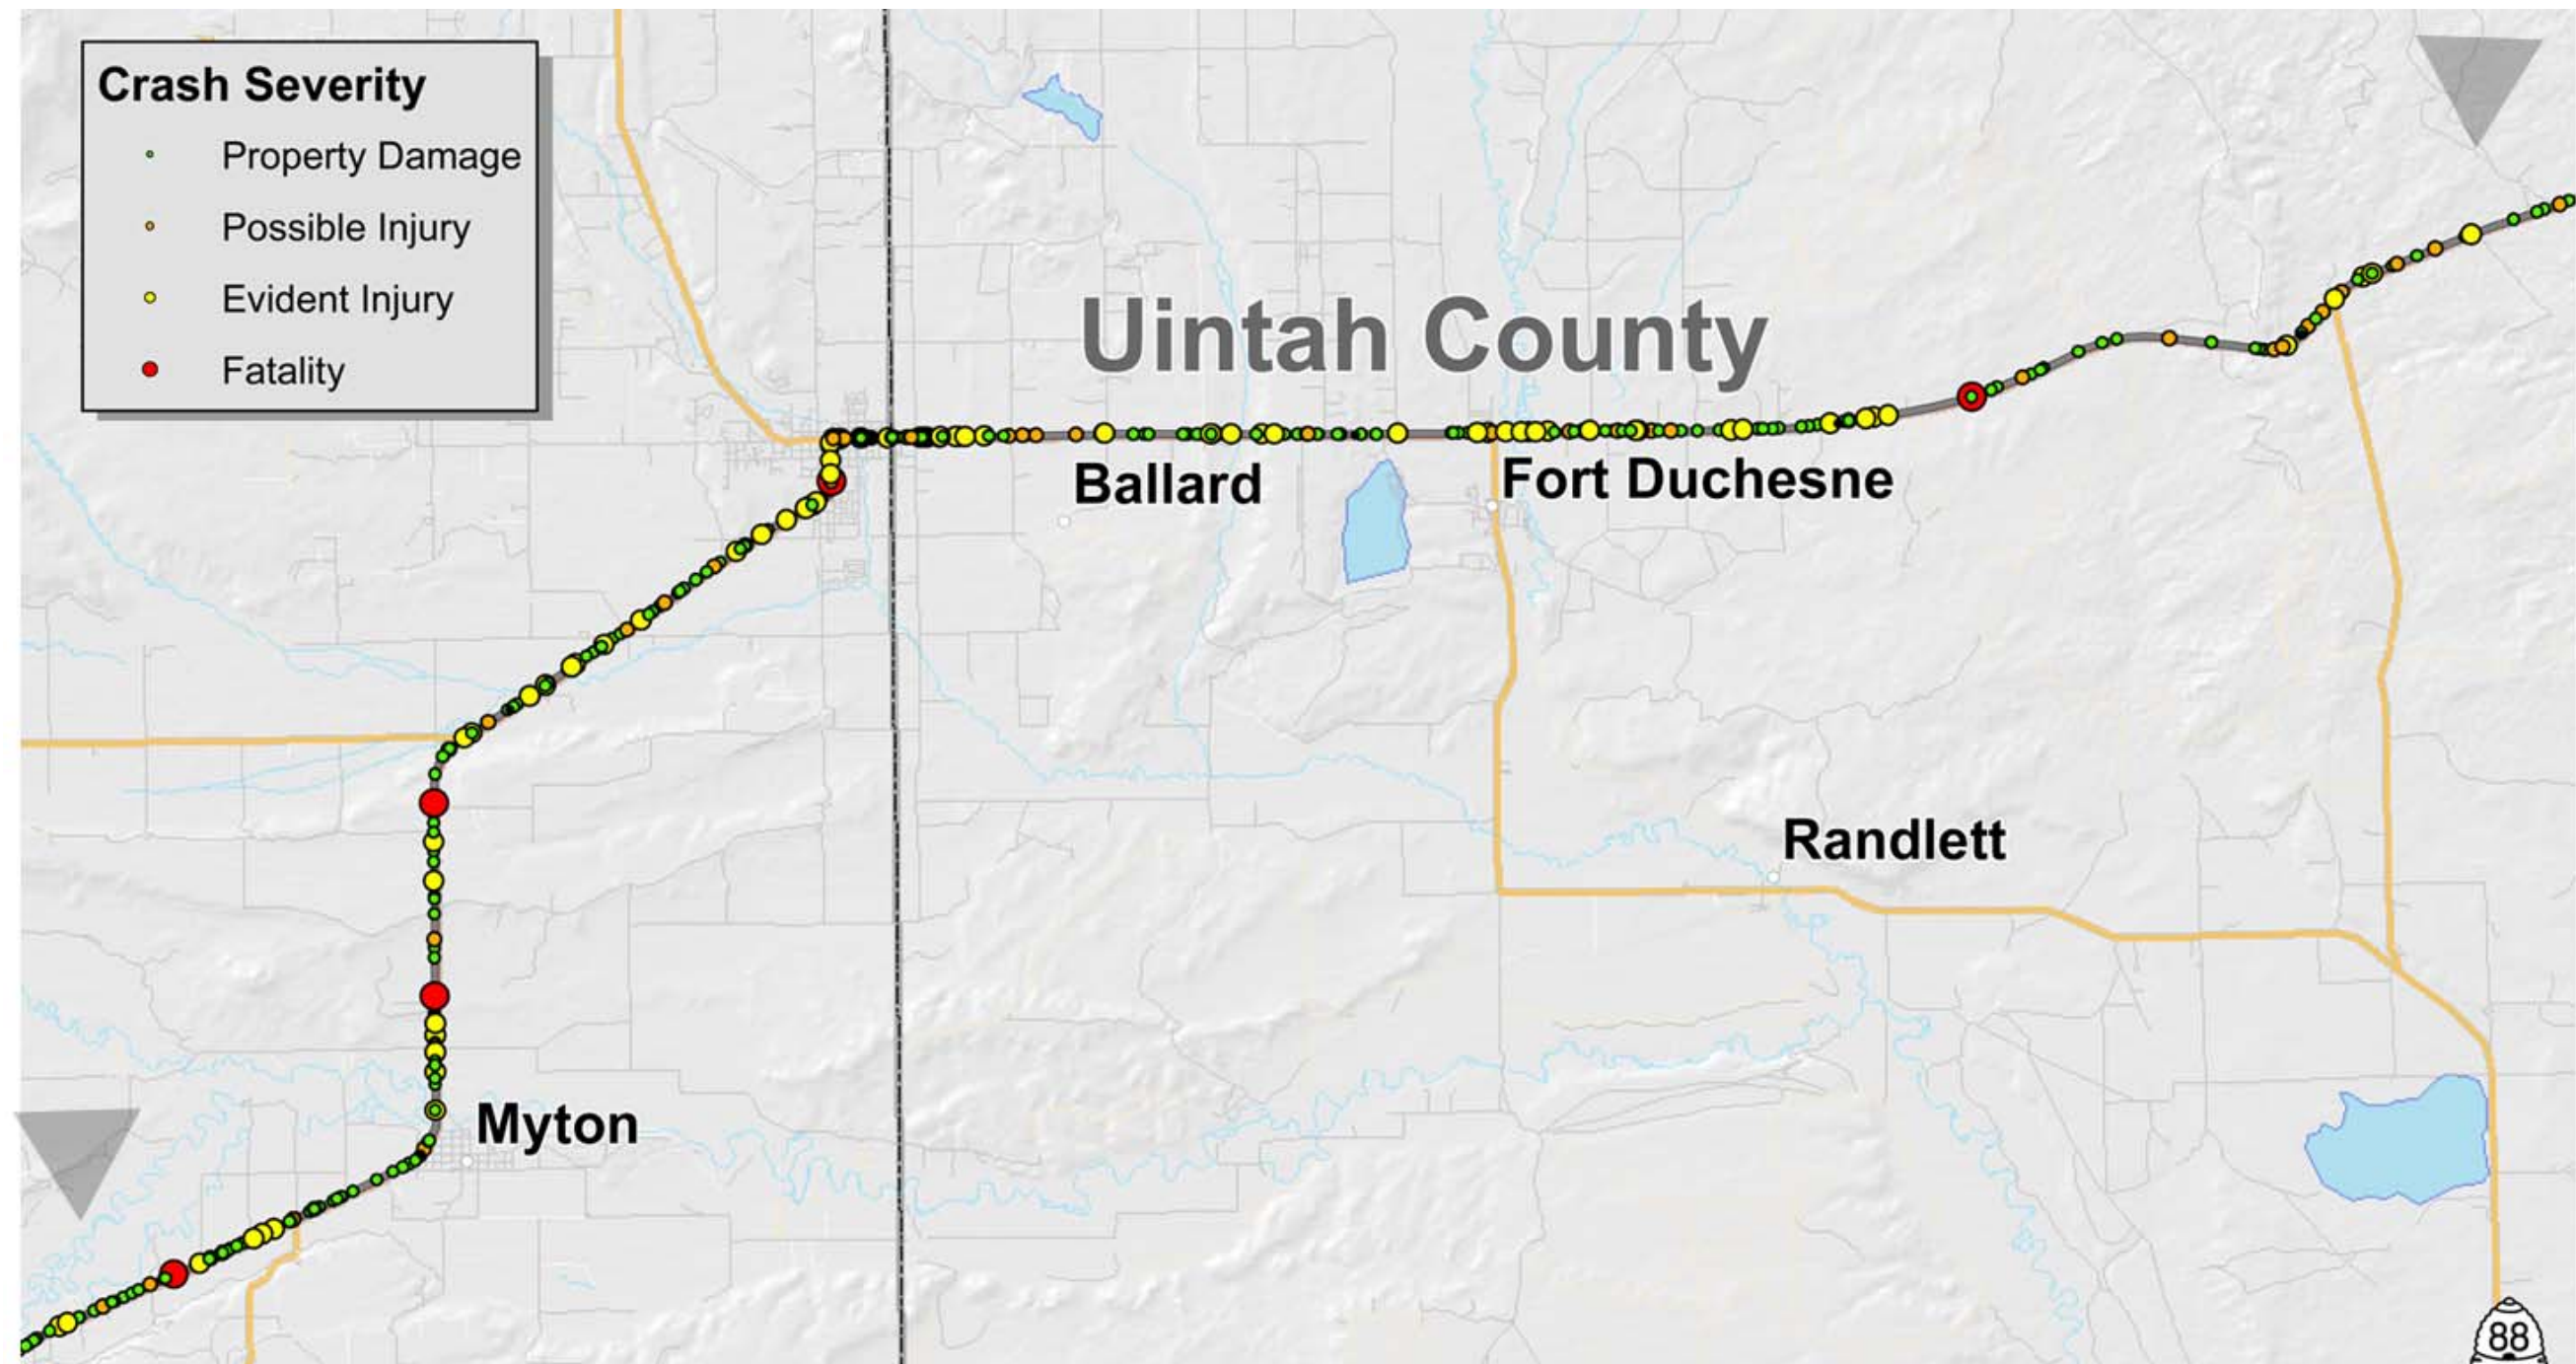 Crash Severity
Property Damage
Possible Injury
Evident Injury
Fatality
Uintah County
Ballard
Fort Duchesne
Randlett
Myton
88